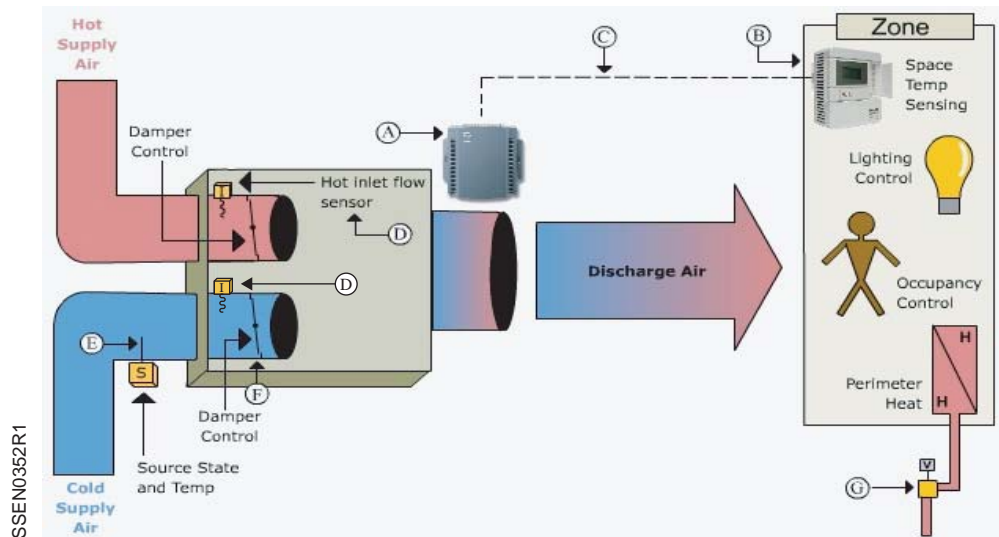 Hot
Supply
Air
Zone
C
B
Space
Temp
Sensing
Damper
Control
A
Lighting
Control
I
Hot inlet flow
sensor
D
I
D
Discharge Air
Occupancy
Control
E
S
F
H
H
Perimeter
Heat
Damper
Control
Source State
and Temp
V
G
Cold
Supply
Air
SSEN0352R1